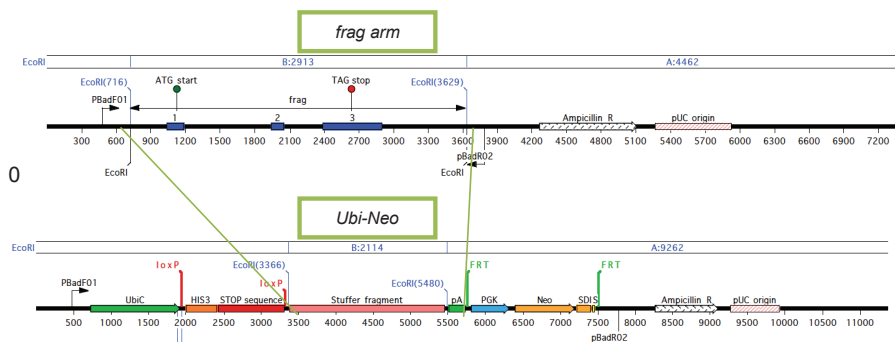 frag arm
EcoRI B:2913 A:4462
EcoRI(716) ATG start TAG stop EcoRI(3629)
PBadF01 frag
1 2 3 Ampicillin R pUC origin
300 600 900 1200 1500 1800 2100 2400 2700 3000 3300 3600 3900 4200 4500 4800 5100 5400 5700 6000 6300 6600 6900 7200
pBadR02
EcoRI EcoRI
0
Ubi-Neo
EcoRI B:2114 A:9262
loxP EcoRI(3366) FRT FRT
PBadF01 loxP EcoRI(5480)
UbiC HIS3 STOP sequence Stuffer fragment pA PGK Neo SDIS Ampicillin R pUC origin
500 1000 1500 2000 2500 3000 3500 4000 4500 5000 5500 6000 6500 7000 7500 8000 8500 9000 9500 10000 10500 11000
pBadR02